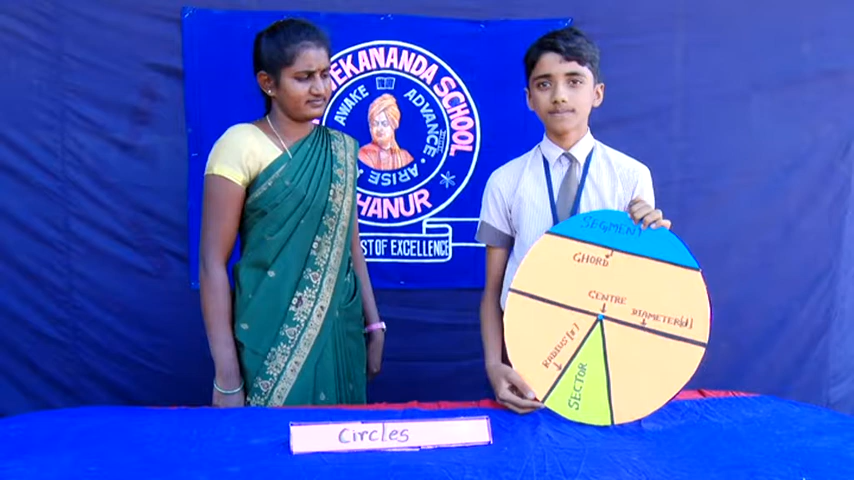 EKANANDA SCHOOL
AWAKE
ADVANCE
ARISE
HANUR
ST OF EXCELLENCE
SEGMENT
CHORD
CENTRE
DIAMETER(d)
RADIUS(r)
SECTOR
Circles